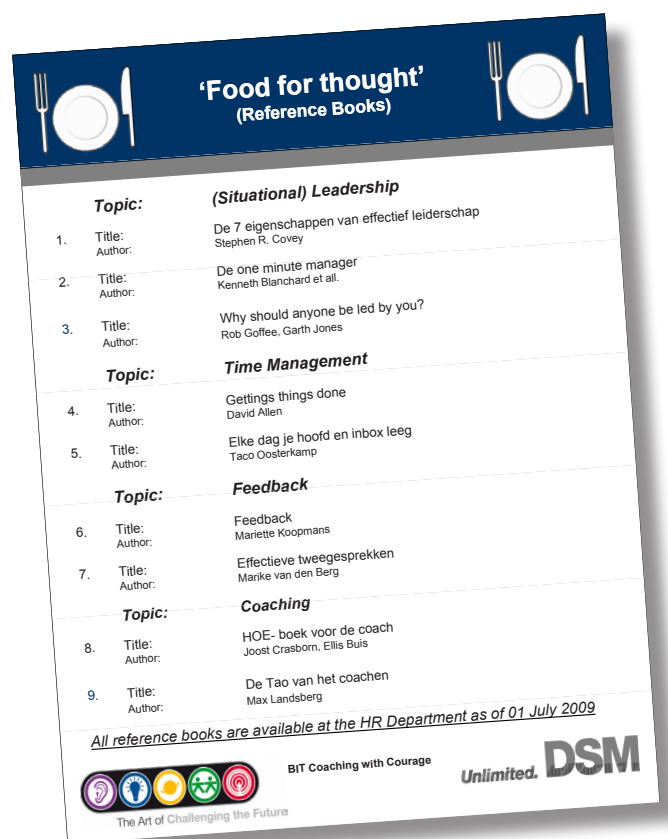 ‘Food for thought’
(Reference Books)
Topic: (Situational) Leadership
1. Title: De 7 eigenschappen van effectief leiderschap
Author: Stephen R. Covey
2. Title: De one minute manager
Author: Kenneth Blanchard et all.
3. Title: Why should anyone be led by you?
Author: Rob Goffee, Garth Jones
Topic: Time Management
4. Title: Gettings things done
Author: David Allen
5. Title: Elke dag je hoofd en inbox leeg
Author: Taco Oosterkamp
Topic: Feedback
6. Title: Feedback
Author: Mariette Koopmans
7. Title: Effectieve tweegesprekken
Author: Marike van den Berg
Topic: Coaching
8. Title: HOE- boek voor de coach
Author: Joost Crasborn, Ellis Buis
9. Title: De Tao van het coachen
Author: Max Landsberg
All reference books are available at the HR Department as of 01 July 2009
BIT Coaching with Courage
Unlimited. DSM
The Art of Challenging the Future